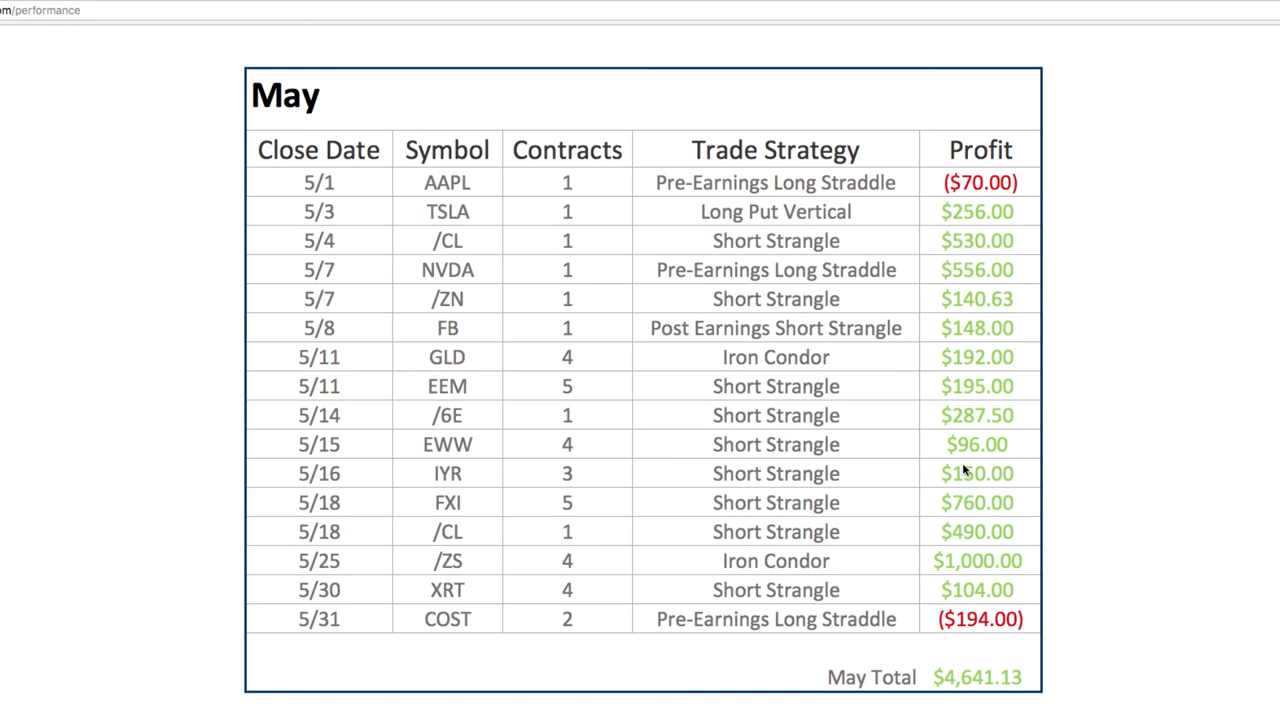 om/performance
May
Close Date Symbol Contracts Trade Strategy Profit
5/1 AAPL 1 Pre-Earnings Long Straddle ($70.00)
5/3 TSLA 1 Long Put Vertical $256.00
5/4 /CL 1 Short Strangle $530.00
5/7 NVDA 1 Pre-Earnings Long Straddle $556.00
5/7 /ZN 1 Short Strangle $140.63
5/8 FB 1 Post Earnings Short Strangle $148.00
5/11 GLD 4 Iron Condor $192.00
5/11 EEM 5 Short Strangle $195.00
5/14 /6E 1 Short Strangle $287.50
5/15 EWW 4 Short Strangle $96.00
5/16 IYR 3 Short Strangle $150.00
5/18 FXI 5 Short Strangle $760.00
5/18 /CL 1 Short Strangle $490.00
5/25 /ZS 4 Iron Condor $1,000.00
5/30 XRT 4 Short Strangle $104.00
5/31 COST 2 Pre-Earnings Long Straddle ($194.00)
May Total $4,641.13